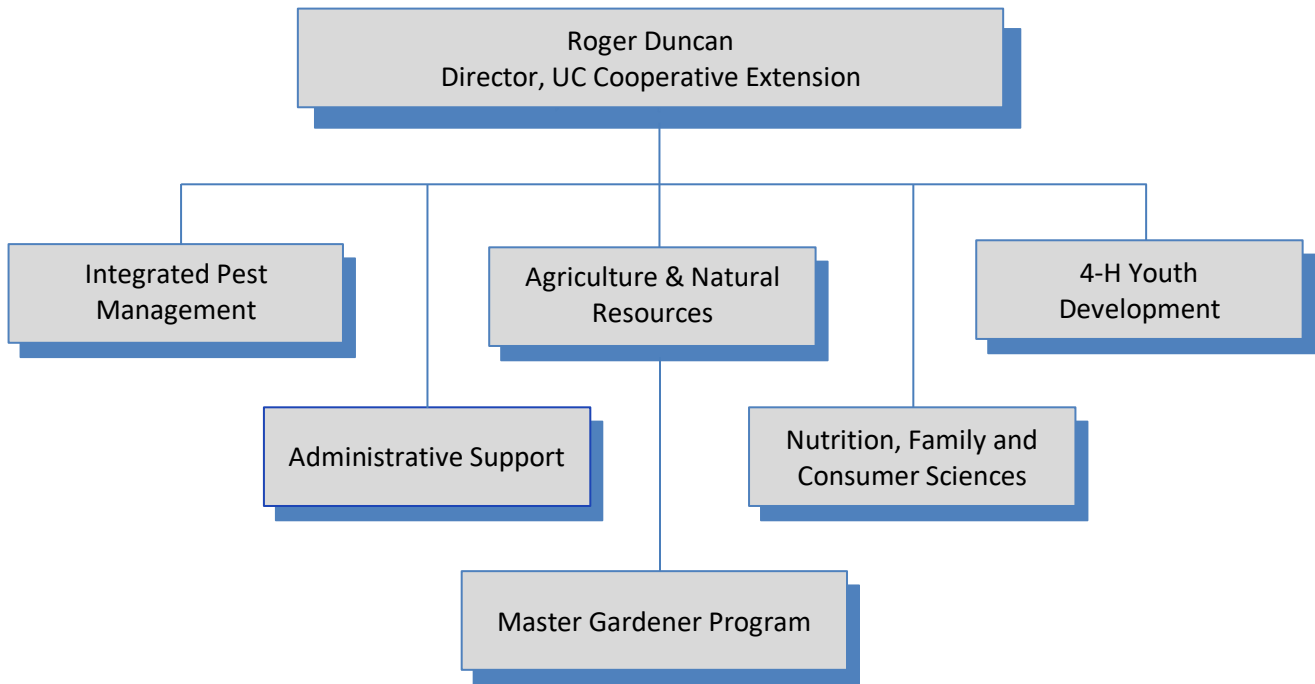 Roger Duncan
Director, UC Cooperative Extension
Integrated Pest
Management
Agriculture & Natural
Resources
4-H Youth
Development
Administrative Support
Nutrition, Family and
Consumer Sciences
Master Gardener Program